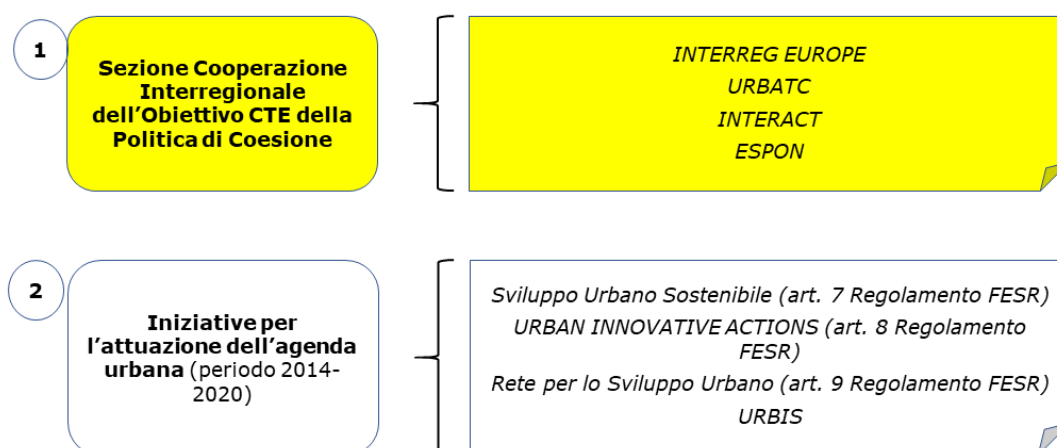 1
Sezione Cooperazione
Interregionale
dell'Obiettivo CTE della
Politica di Coesione
INTERREG EUROPE
URBATC
INTERACT
ESPON
2
Iniziative per
l'attuazione dell'agenda
urbana (periodo 2014-
2020)
Sviluppo Urbano Sostenibile (art. 7 Regolamento FESR)
URBAN INNOVATIVE ACTIONS (art. 8 Regolamento
FESR)
Rete per lo Sviluppo Urbano (art. 9 Regolamento FESR)
URBIS